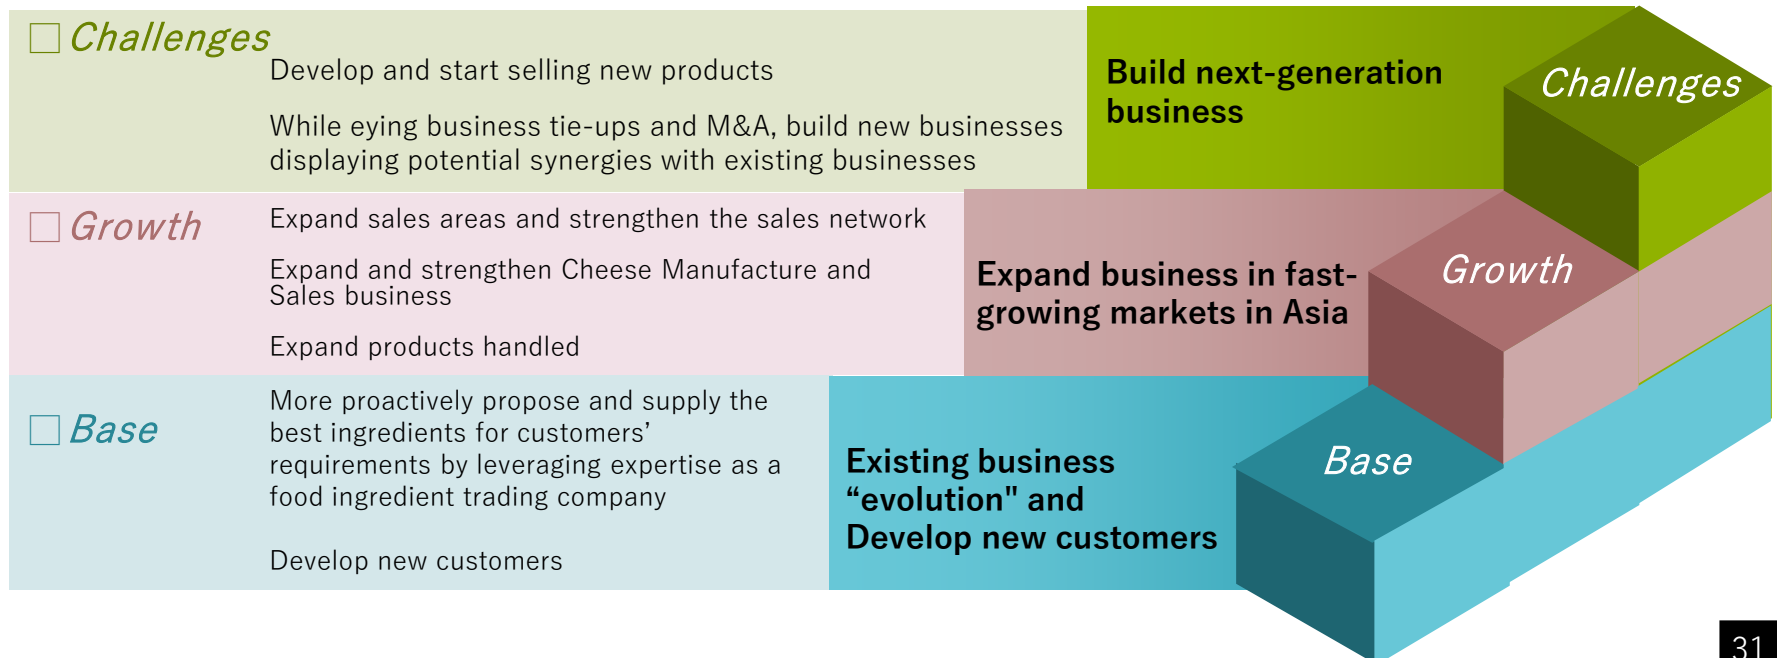 □ Challenges
Develop and start selling new products
While eying business tie-ups and M&A, build new businesses
displaying potential synergies with existing businesses
Build next-generation
business
Challenges
□ Growth
Expand sales areas and strengthen the sales network
Expand and strengthen Cheese Manufacture and
Sales business
Expand products handled
Expand business in fast-
growing markets in Asia
Growth
□ Base
More proactively propose and supply the
best ingredients for customers’
requirements by leveraging expertise as a
food ingredient trading company
Develop new customers
Existing business
“evolution" and
Develop new customers
Base
31